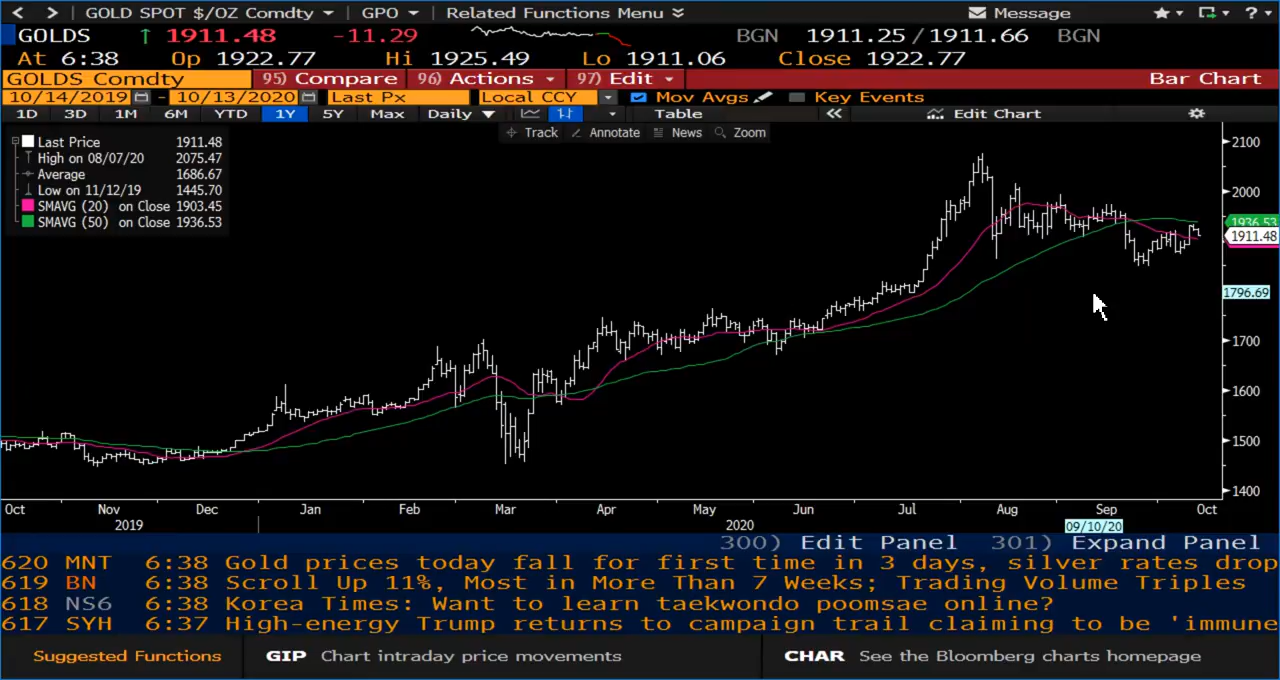 GOLD SPOT $/OZ Comdty GPO Related Functions Menu Message ?
GOLDS ↑ 1911.48 -11.29 BGN 1911.25/1911.66 BGN
At 6:38 Op 1922.77 Hi 1925.49 Lo 1911.06 Close 1922.77
GOLDS Comdty 95) Compare 96) Actions 97) Edit Bar Chart
10/14/2019 - 10/13/2020 Last Px Local CCY Mov Avgs Key Events
1D 3D 1M 6M YTD 1Y 5Y Max Daily ▼ Table « Edit Chart
Track Annotate News Zoom
Last Price 1911.48
High on 08/07/20 2075.47
Average 1686.67
Low on 11/12/19 1445.70
SMAVG (20) on Close 1903.45
SMAVG (50) on Close 1936.53
2100
2000
1936.53
1911.48
1796.69
1700
1600
1500
1400
Oct Nov Dec Jan Feb Mar Apr May Jun Jul Aug Sep Oct
2019 2020 09/10/20
300) Edit Panel 301) Expand Panel
620 MNT 6:38 Gold prices today fall for first time in 3 days, silver rates drop
619 BN 6:38 Scroll Up 11%, Most in More Than 7 Weeks; Trading Volume Triples
618 NS6 6:38 Korea Times: Want to learn taekwondo poomsae online?
617 SYH 6:37 High-energy Trump returns to campaign trail claiming to be 'immune
Suggested Functions GIP Chart intraday price movements CHAR See the Bloomberg charts homepage